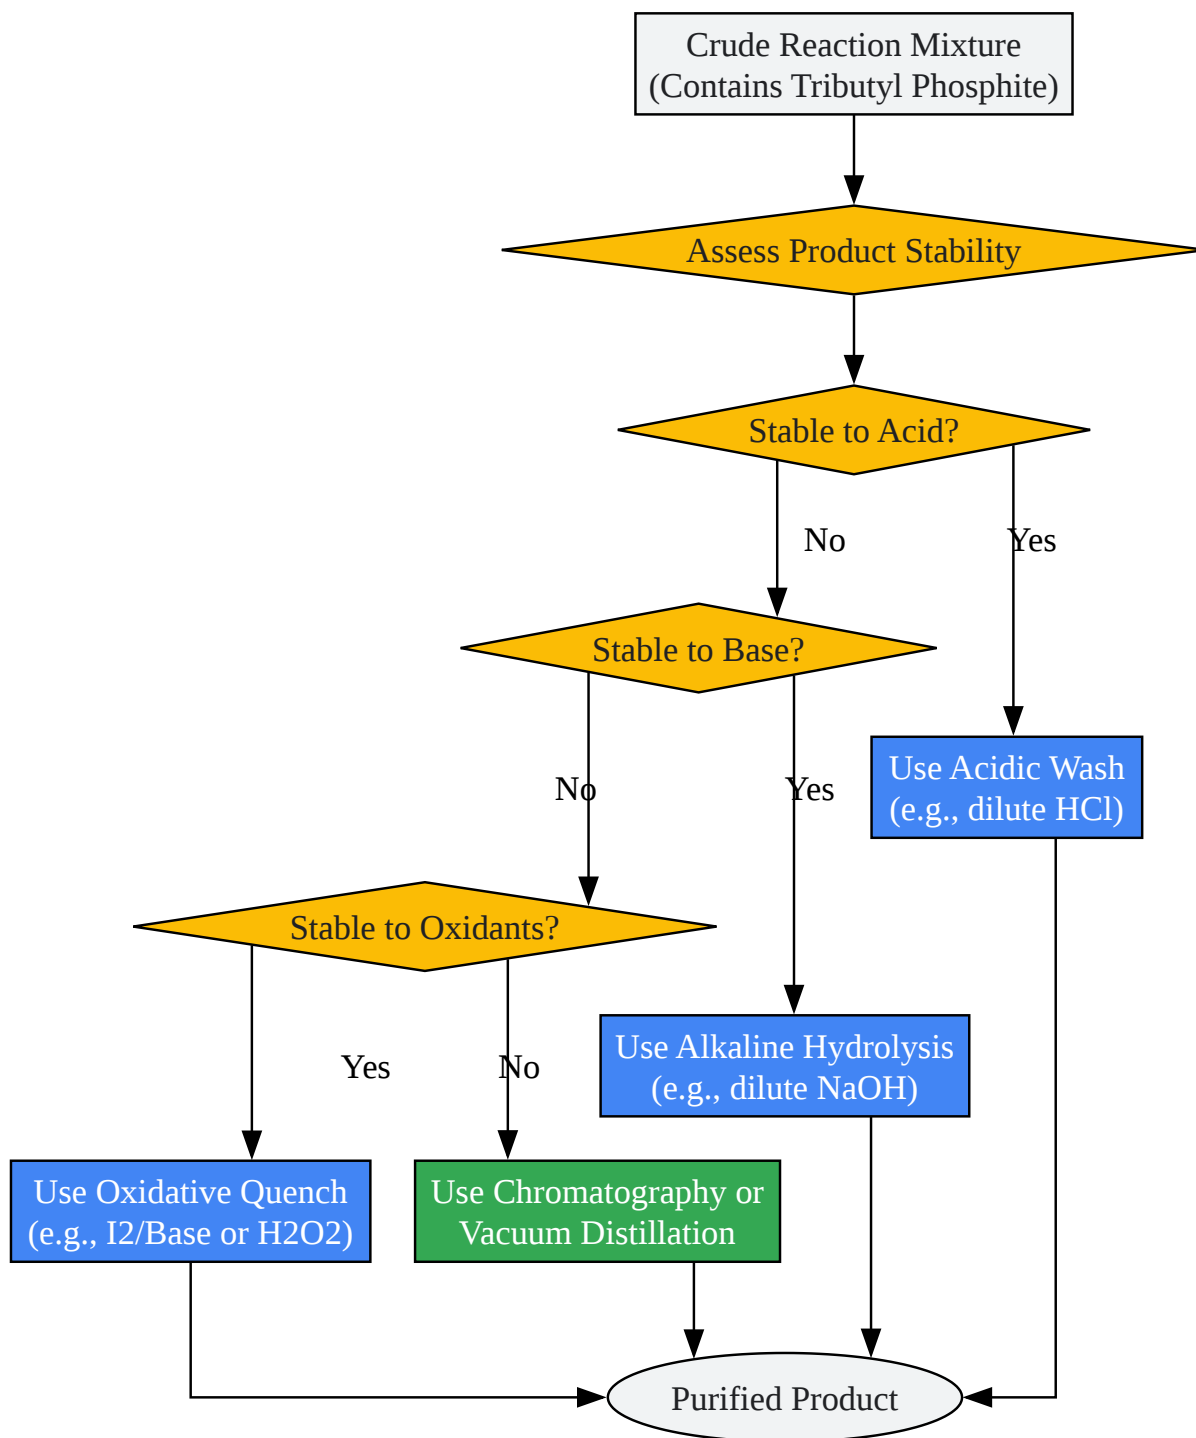 Crude Reaction Mixture
(Contains Tributyl Phosphite)
Assess Product Stability
Stable to Acid?
No
Yes
Stable to Base?
No
Yes
Use Acidic Wash
(e.g., dilute HCl)
Stable to Oxidants?
Yes
No
Use Alkaline Hydrolysis
(e.g., dilute NaOH)
Use Oxidative Quench
(e.g., I2/Base or H2O2)
Use Chromatography or
Vacuum Distillation
Purified Product